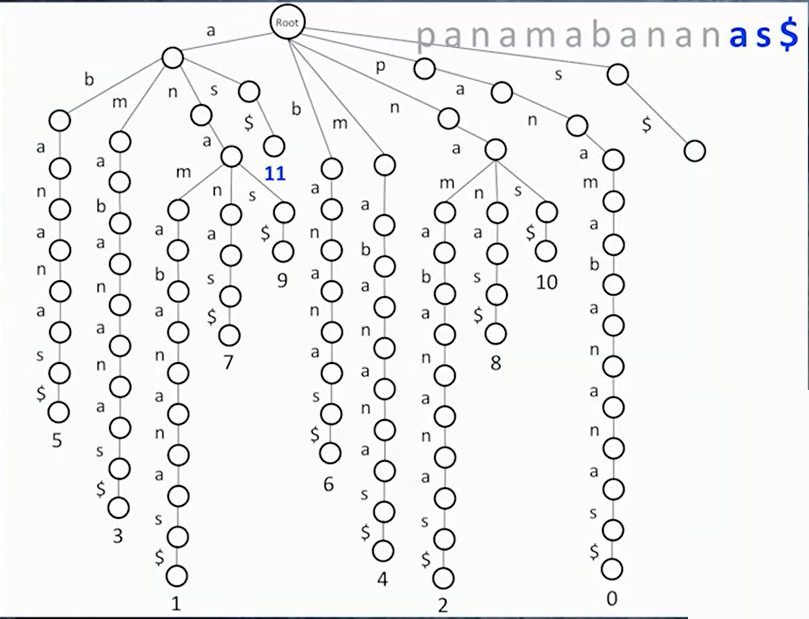 a Root panamabananas$
p s
b n s a
m b n $ m n $
a a a a
a m 11 m
n n s a m n s
b a
a a a $ n a a $ a
a b
n b s 9 a b s 10 b
n a
a a $ n a $ a
a n
s n 7 a n 8 n
n a
$ a s a a
a n
5 n $ n n
s a
a 6 a a
$ s
s s s
3 $
$ $ $
4
1 2 0